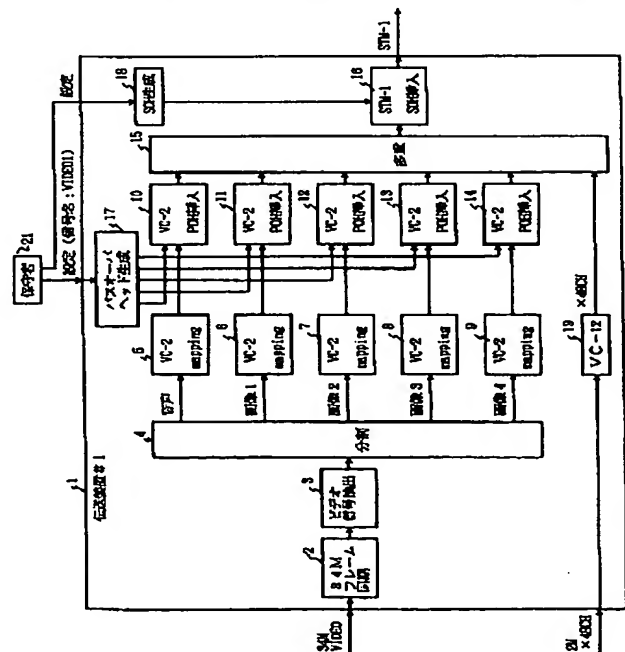 保守者
21
設定 (信号名:VIDEO1)
設定
1
伝送装置#1
17
パスオーバ
ヘッド生成
18
SOH生成
STM-1
16
STM-1
SOH挿入
15
多重
34M
VIDEO
2
34M
フレーム
同期
3
ビデオ
信号抽出
4
分割
音声
5
VC-2
mapping
10
VC-2
POH挿入
画像1
6
VC-2
mapping
11
VC-2
POH挿入
画像2
7
VC-2
mapping
12
VC-2
POH挿入
画像3
8
VC-2
mapping
13
VC-2
POH挿入
画像4
9
VC-2
mapping
14
VC-2
POH挿入
2M
×48CH
19
VC-12
×48CH